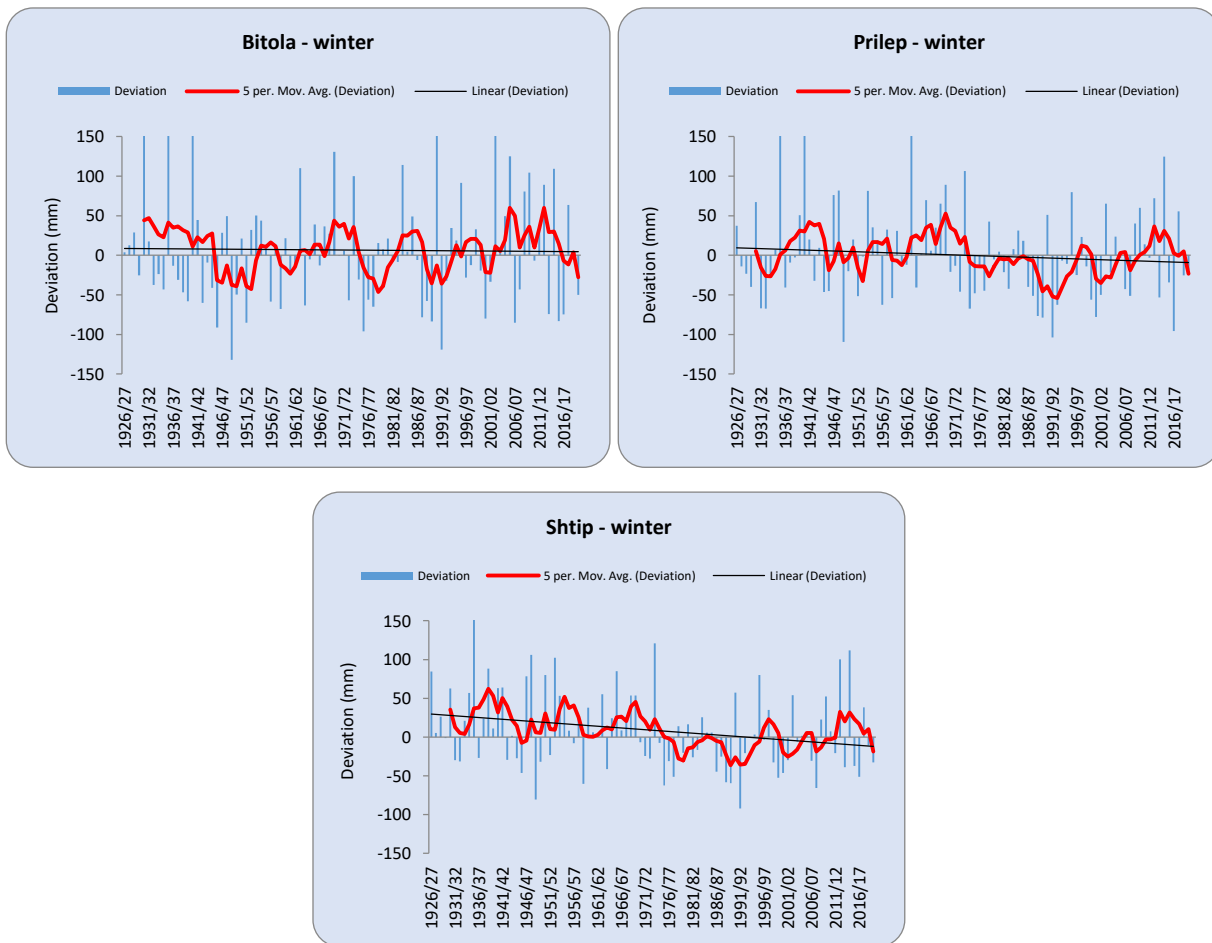 Bitola - winter
Deviation 5 per. Mov. Avg. (Deviation) Linear (Deviation)
Deviation (mm)
150
100
50
0
-50
-100
-150
1926/27 1931/32 1936/37 1941/42 1946/47 1951/52 1956/57 1961/62 1966/67 1971/72 1976/77 1981/82 1986/87 1991/92 1996/97 2001/02 2006/07 2011/12 2016/17
Prilep - winter
Deviation 5 per. Mov. Avg. (Deviation) Linear (Deviation)
Deviation (mm)
150
100
50
0
-50
-100
-150
1926/27 1931/32 1936/37 1941/42 1946/47 1951/52 1956/57 1961/62 1966/67 1971/72 1976/77 1981/82 1986/87 1991/92 1996/97 2001/02 2006/07 2011/12 2016/17
Shtip - winter
Deviation 5 per. Mov. Avg. (Deviation) Linear (Deviation)
Deviation (mm)
150
100
50
0
-50
-100
-150
1926/27 1931/32 1936/37 1941/42 1946/47 1951/52 1956/57 1961/62 1966/67 1971/72 1976/77 1981/82 1986/87 1991/92 1996/97 2001/02 2006/07 2011/12 2016/17